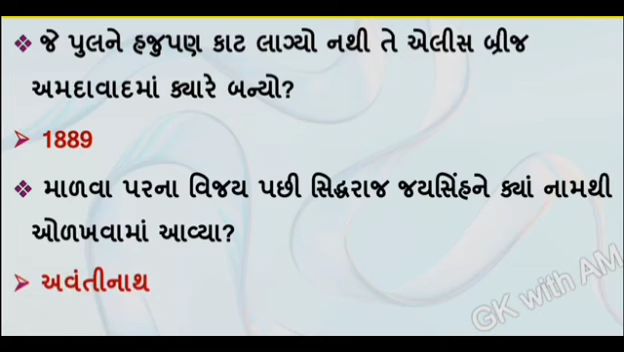 ❖ જે પુલને હજુપણ કાટ લાગ્યો નથી તે એલીસ બ્રીજ
અમદાવાદમાં ક્યારે બન્યો?
➢ 1889
❖ માળવા પરના વિજય પછી સિદ્ધરાજ જયસિંહને ક્યાં નામથી
ઓળખવામાં આવ્યા?
➢ અવંતીનાથ
GK with AM